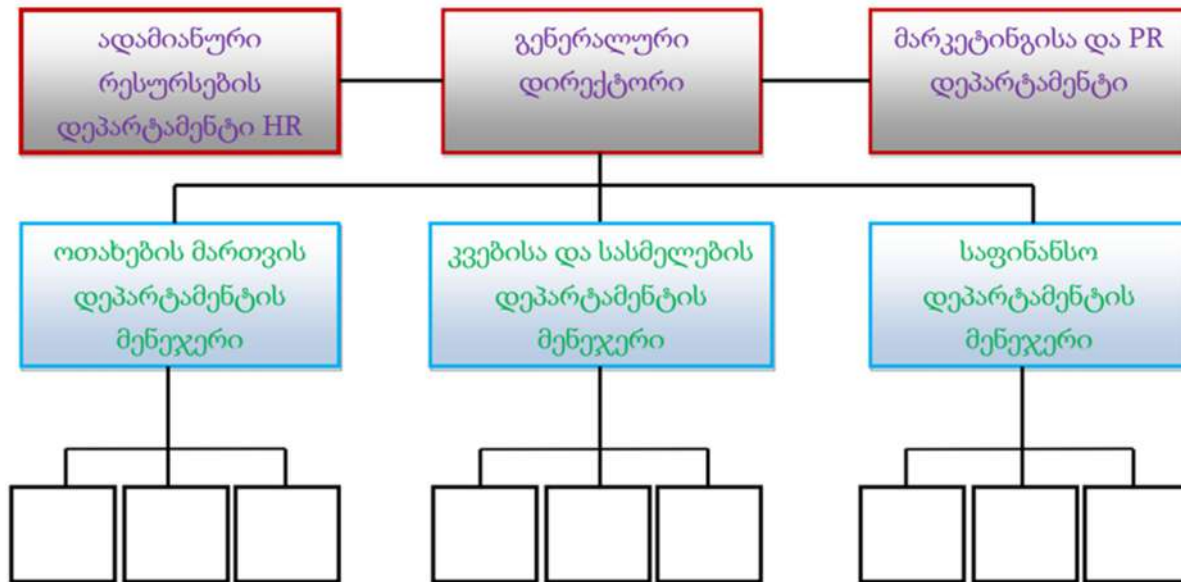 ადამიანური
რესურსების
დეპარტამენტი HR
გენერალური
დირექტორი
მარკეტინგისა და PR
დეპარტამენტი
ოთახების მართვის
დეპარტამენტის
მენეჯერი
კვებისა და სასმელების
დეპარტამენტის
მენეჯერი
საფინანსო
დეპარტამენტის
მენეჯერი